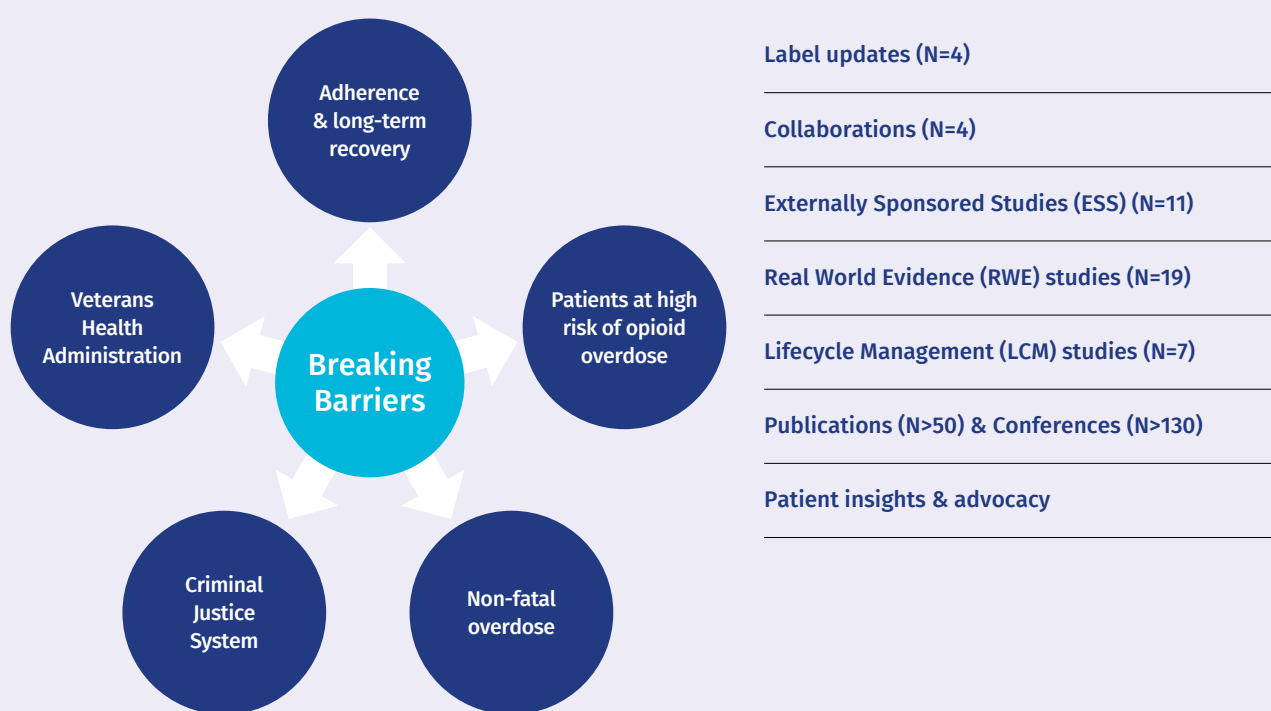 Adherence
& long-term
recovery
Veterans
Health
Administration
Patients at high
risk of opioid
overdose
Breaking
Barriers
Criminal
Justice
System
Non-fatal
overdose
Label updates (N=4)
Collaborations (N=4)
Externally Sponsored Studies (ESS) (N=11)
Real World Evidence (RWE) studies (N=19)
Lifecycle Management (LCM) studies (N=7)
Publications (N>50) & Conferences (N>130)
Patient insights & advocacy